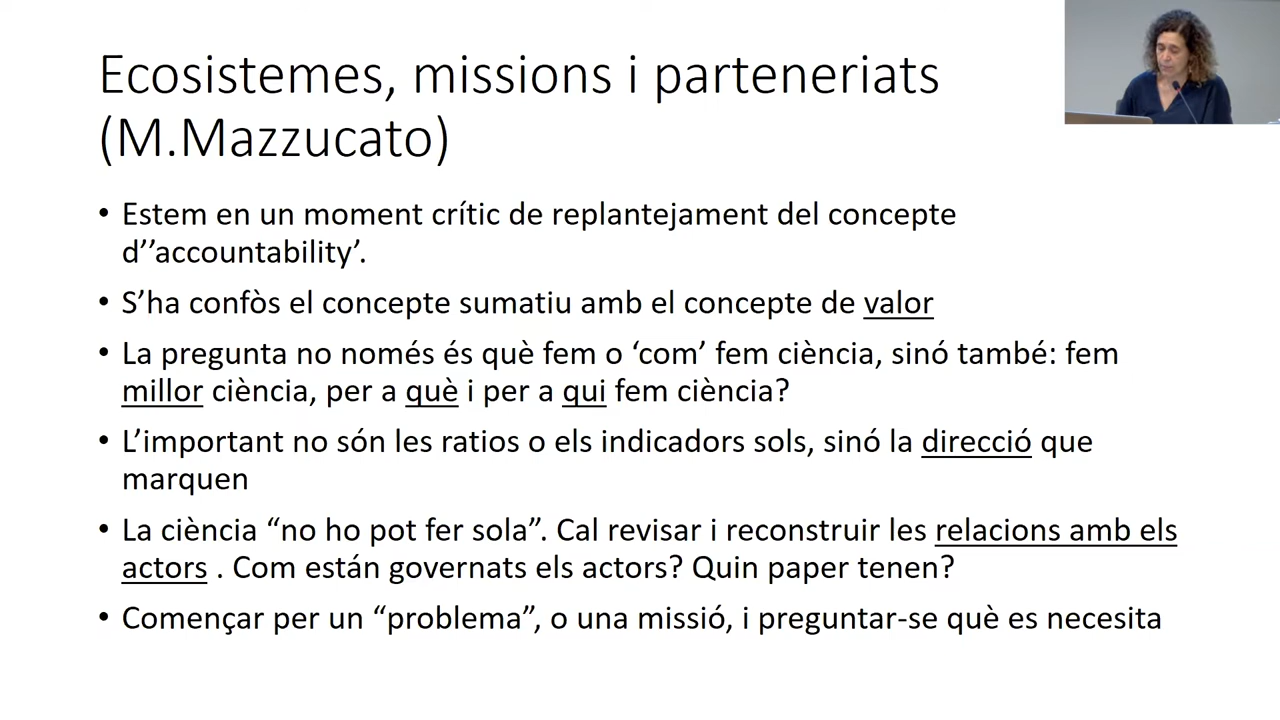 Ecosistemes, missions i parteneriats
(M.Mazzucato)
• Estem en un moment crític de replantejament del concepte
d’’accountability’.
• S’ha confòs el concepte sumatiu amb el concepte de valor
• La pregunta no només és què fem o ‘com’ fem ciència, sinó també: fem
millor ciència, per a què i per a qui fem ciència?
• L’important no són les ratios o els indicadors sols, sinó la direcció que
marquen
• La ciència “no ho pot fer sola”. Cal revisar i reconstruir les relacions amb els
actors . Com están governats els actors? Quin paper tenen?
• Començar per un “problema”, o una missió, i preguntar-se què es necesita